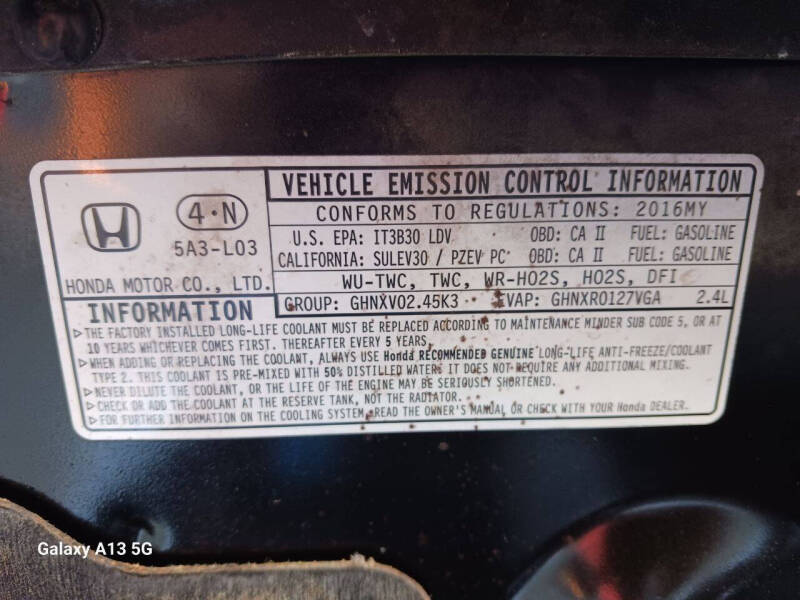 4・N
5A3-L03
HONDA MOTOR CO., LTD.
VEHICLE EMISSION CONTROL INFORMATION
CONFORMS TO REGULATIONS: 2016MY
U.S. EPA: IT3B30 LDV OBD: CA II FUEL: GASOLINE
CALIFORNIA: SULEV30 / PZEV PC OBD: CA II FUEL: GASOLINE
WU-TWC, TWC, WR-HO2S, HO2S, DFI
GROUP: GHNXV02.45K3 EVAP: GHNXR0127VGA 2.4L
INFORMATION
▷THE FACTORY INSTALLED LONG-LIFE COOLANT MUST BE REPLACED ACCORDING TO MAINTENANCE MINDER SUB CODE 5, OR AT
10 YEARS WHICHEVER COMES FIRST. THEREAFTER EVERY 5 YEARS.
▷WHEN ADDING OR REPLACING THE COOLANT, ALWAYS USE Honda RECOMMENDED GENUINE LONG-LIFE ANTI-FREEZE/COOLANT
TYPE 2. THIS COOLANT IS PRE-MIXED WITH 50% DISTILLED WATER: IT DOES NOT REQUIRE ANY ADDITIONAL MIXING.
▷NEVER DILUTE THE COOLANT, OR THE LIFE OF THE ENGINE MAY BE SERIOUSLY SHORTENED.
▷CHECK OR ADD THE COOLANT AT THE RESERVE TANK, NOT THE RADIATOR.
▷FOR FURTHER INFORMATION ON THE COOLING SYSTEM, READ THE OWNER'S MANUAL OR CHECK WITH YOUR Honda DEALER.
Galaxy A13 5G